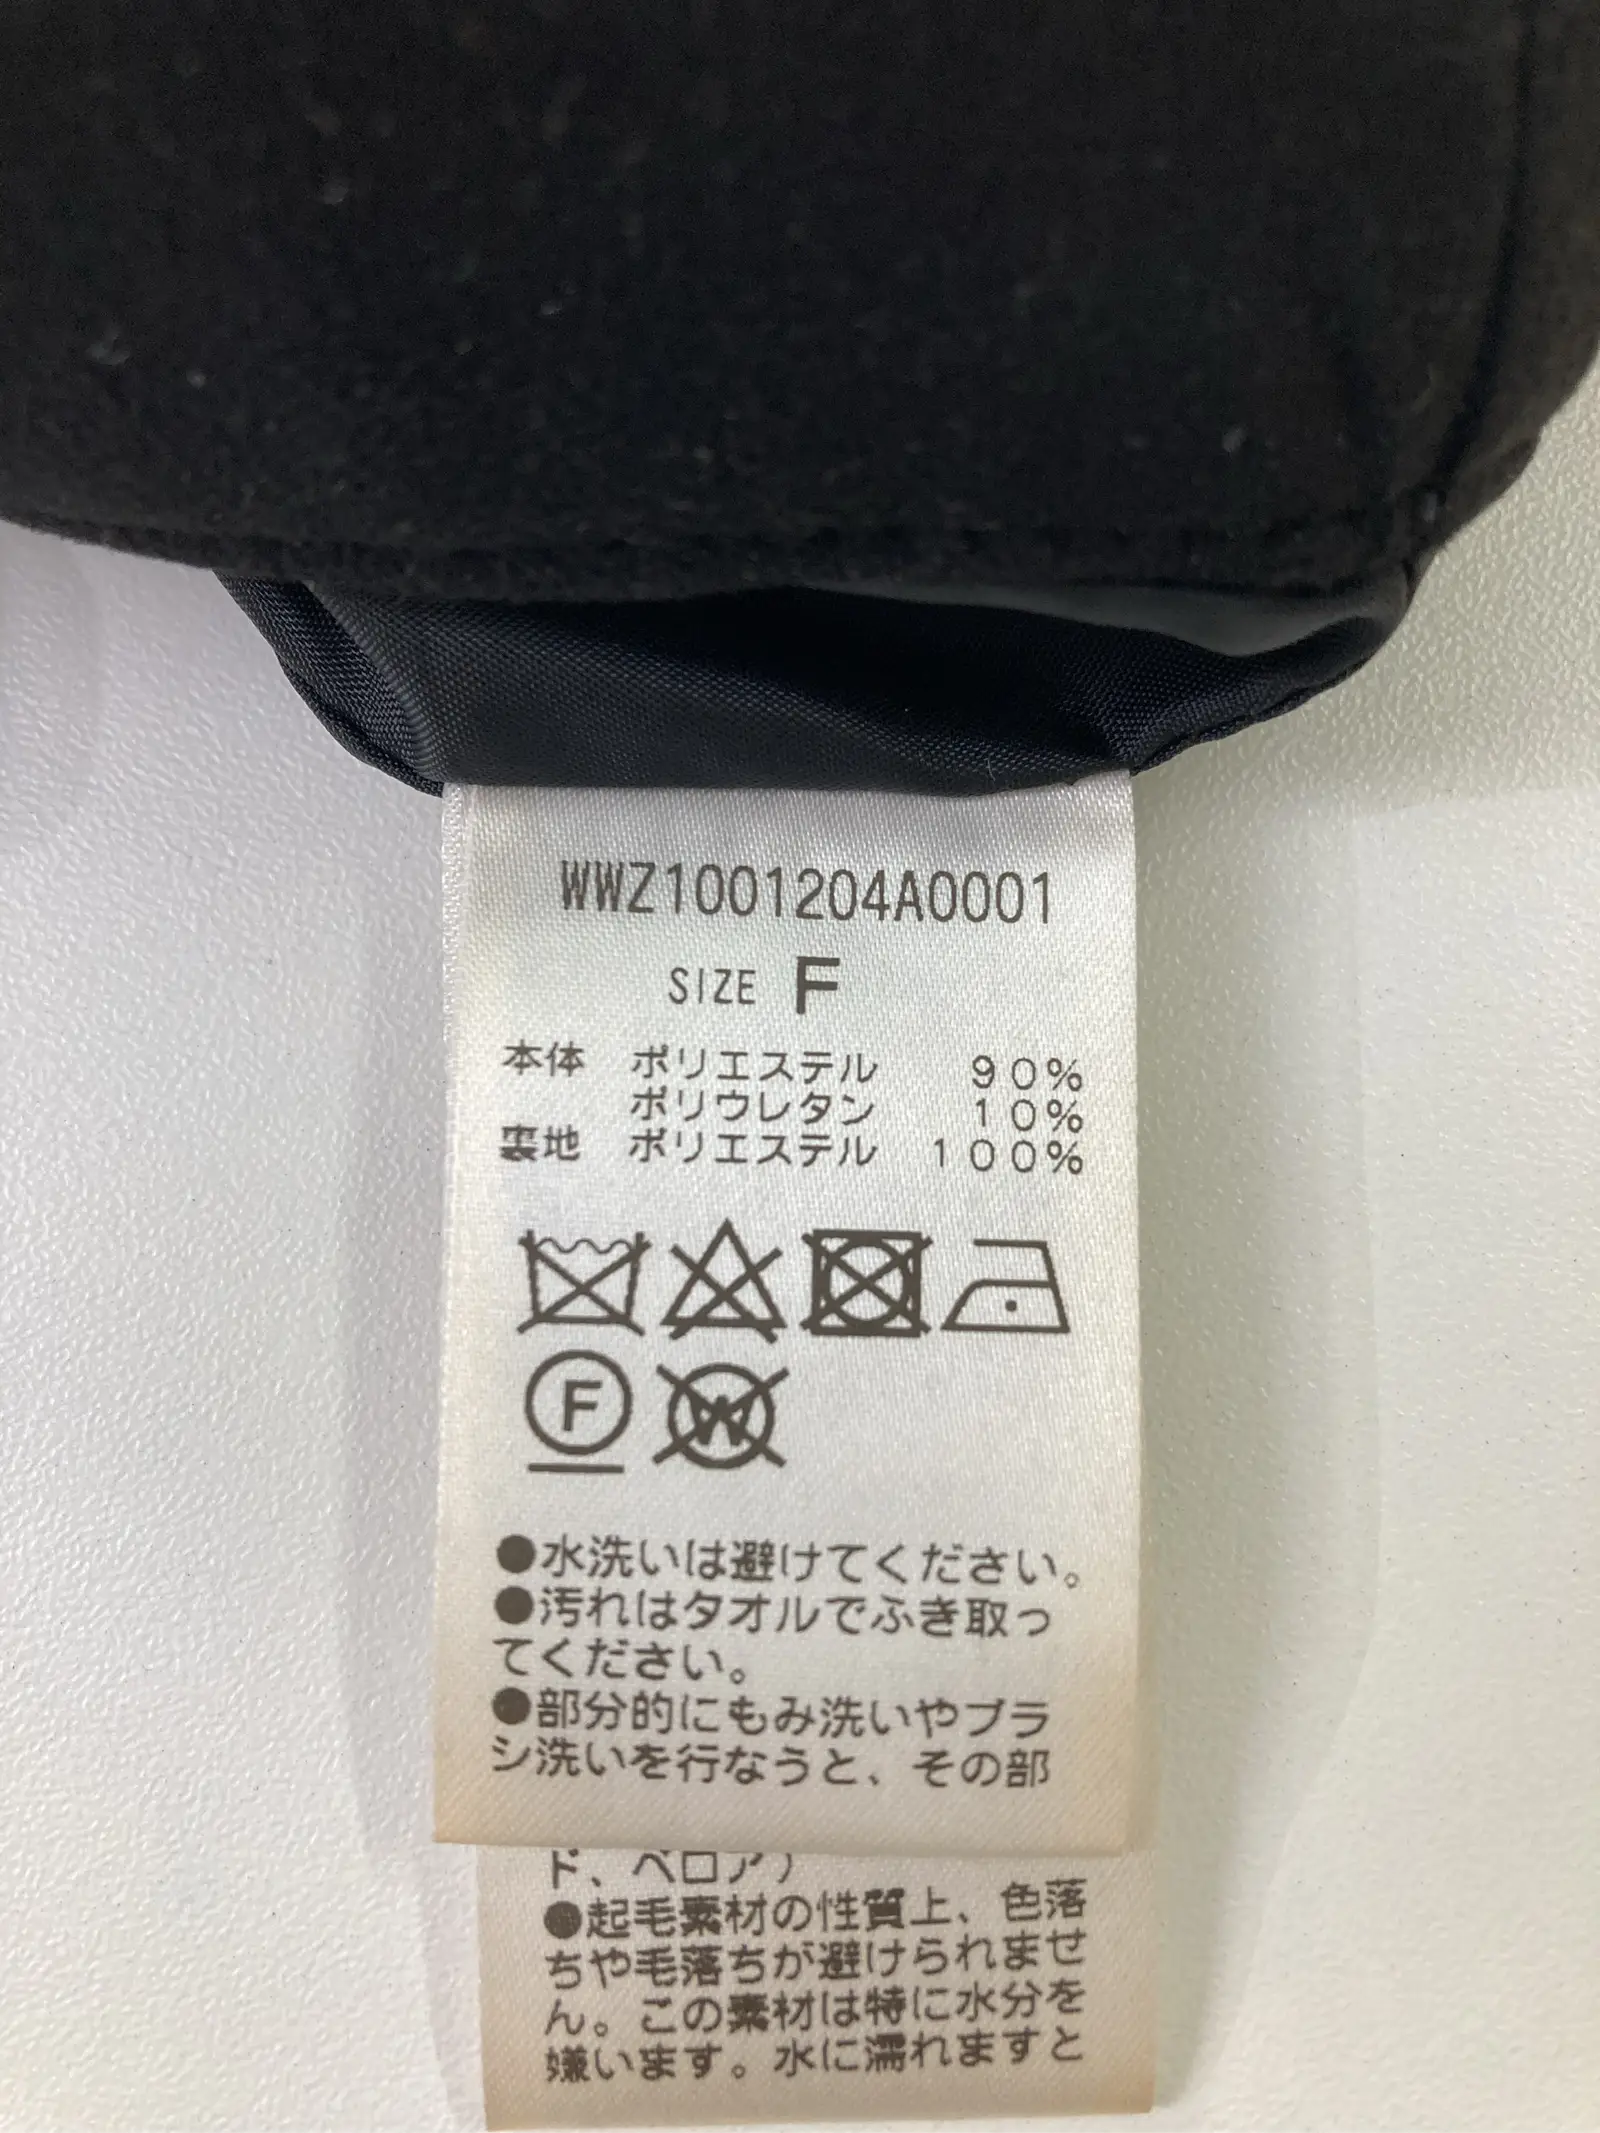 WWZ1001204A0001
SIZE F
本体 ポリエステル 90%
ポリウレタン 10%
裏地 ポリエステル 100%
F
W
●水洗いは避けてください。
●汚れはタオルでふき取っ
てください。
●部分的にもみ洗いやブラ
シ洗いを行なうと、その部
ド、ベロア)
●起毛素材の性質上、色落
ちや毛落ちが避けられませ
ん。この素材は特に水分を
嫌います。水に濡れますと